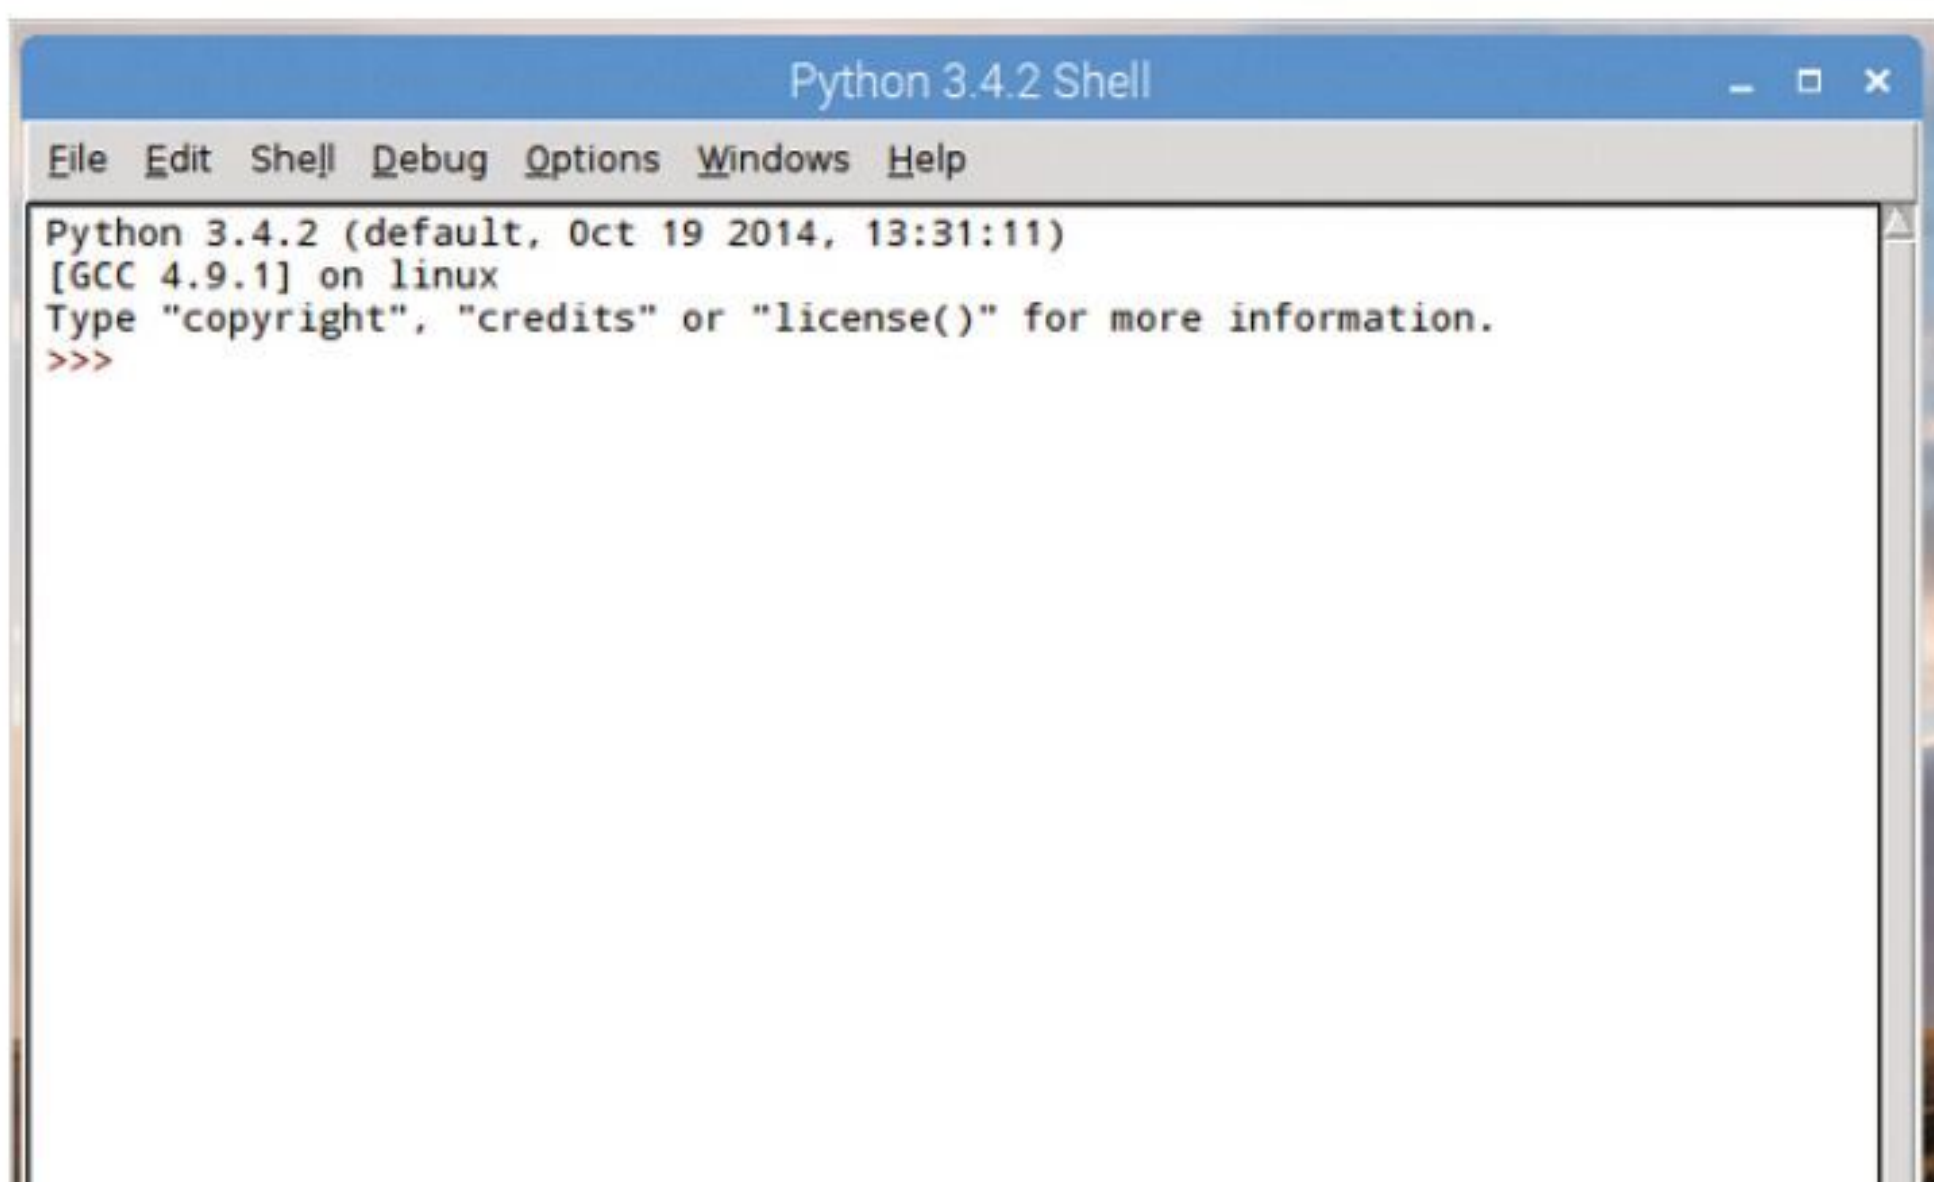 Python 3.4.2 Shell
File Edit Shell Debug Options Windows Help
Python 3.4.2 (default, Oct 19 2014, 13:31:11)
[GCC 4.9.1] on linux
Type "copyright", "credits" or "license()" for more information.
>>>